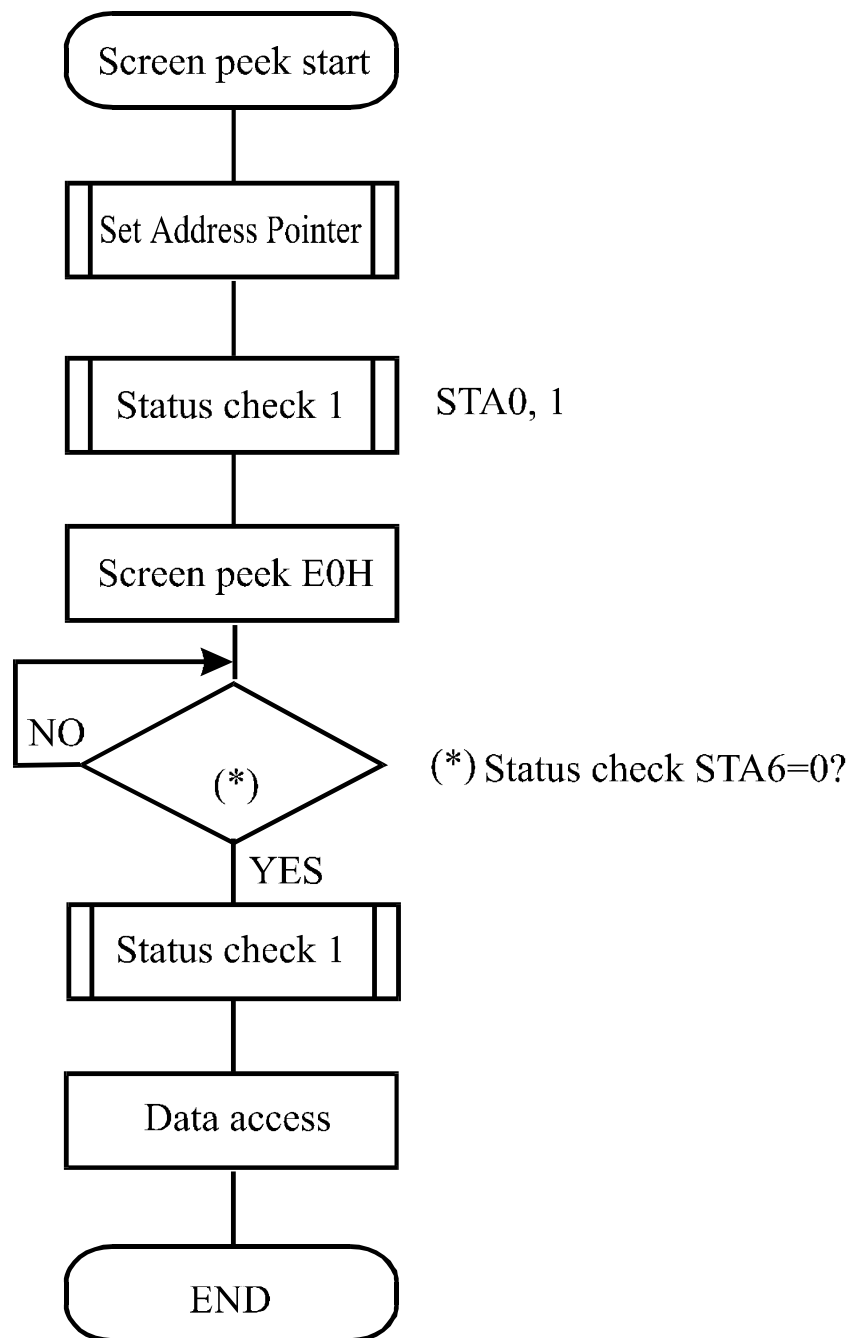 Screen peek start
Set Address Pointer
Status check 1
STA0, 1
Screen peek E0H
NO
(*)
(*) Status check STA6=0?
YES
Status check 1
Data access
END